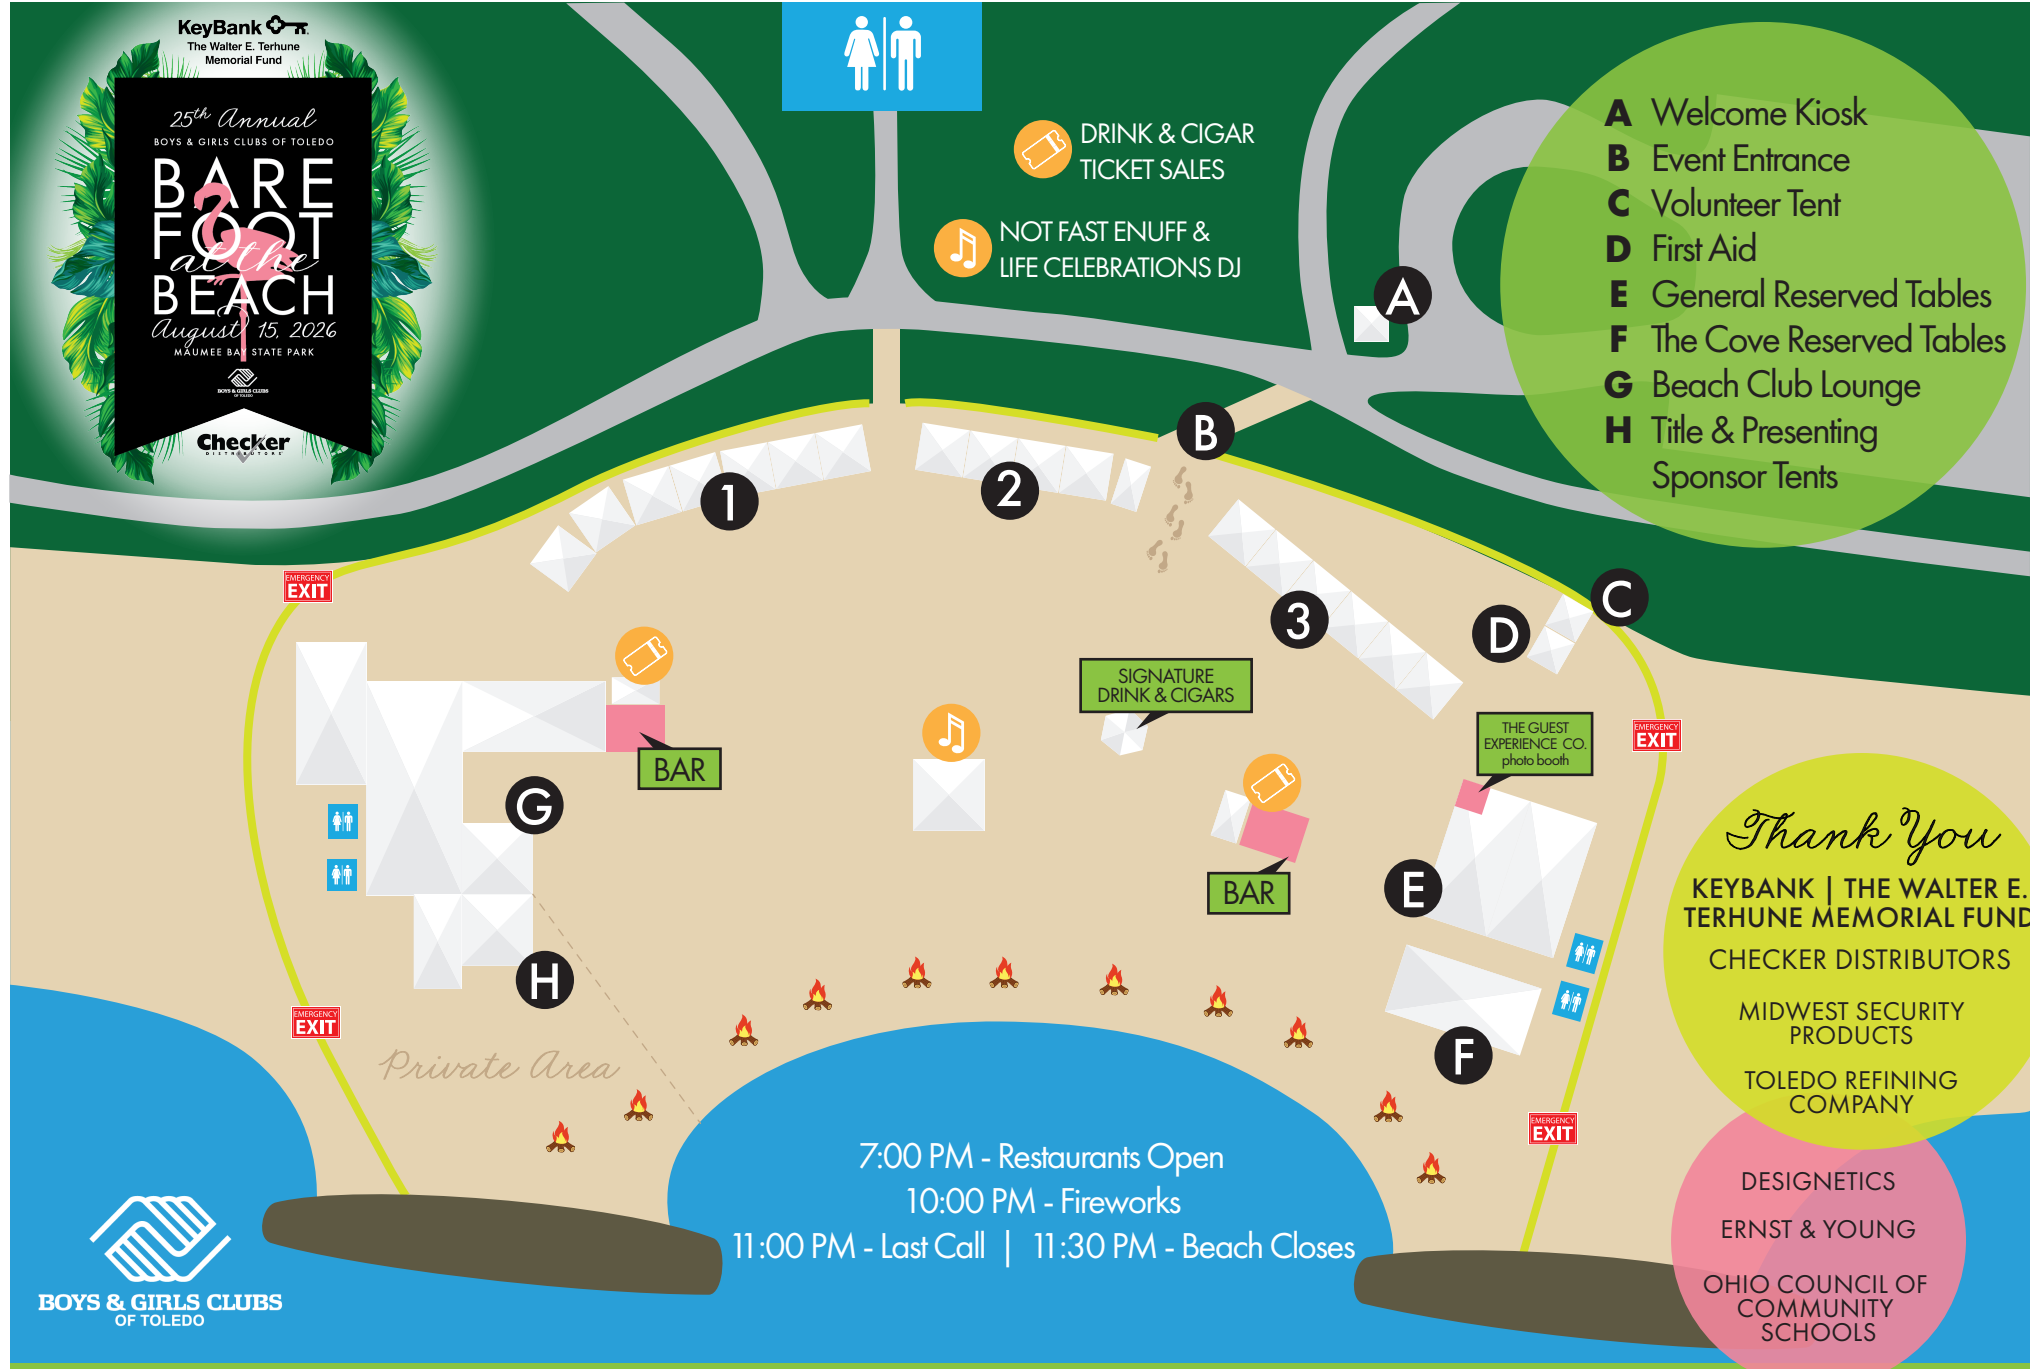 KeyBank
The Walter E. Terhune
Memorial Fund
25th Annual
BOYS & GIRLS CLUBS OF TOLEDO
BARE
FOOT
at the
BEACH
August 15, 2026
MAUMEE BAY STATE PARK
BOYS & GIRLS CLUBS
OF TOLEDO
Checker
DISTRIBUTORS
DRINK & CIGAR
TICKET SALES
NOT FAST ENUFF &
LIFE CELEBRATIONS DJ
A Welcome Kiosk
B Event Entrance
C Volunteer Tent
D First Aid
E General Reserved Tables
F The Cove Reserved Tables
G Beach Club Lounge
H Title & Presenting
Sponsor Tents
A
B
1
2
3
C
D
EMERGENCY
EXIT
SIGNATURE
DRINK & CIGARS
THE GUEST
EXPERIENCE CO.
photo booth
EMERGENCY
EXIT
BAR
G
BAR
E
H
F
EMERGENCY
EXIT
Private Area
EMERGENCY
EXIT
7:00 PM - Restaurants Open
10:00 PM - Fireworks
11:00 PM - Last Call | 11:30 PM - Beach Closes
Thank You
KEYBANK | THE WALTER E.
TERHUNE MEMORIAL FUND
CHECKER DISTRIBUTORS
MIDWEST SECURITY
PRODUCTS
TOLEDO REFINING
COMPANY
DESIGNETICS
ERNST & YOUNG
OHIO COUNCIL OF
COMMUNITY
SCHOOLS
BOYS & GIRLS CLUBS
OF TOLEDO